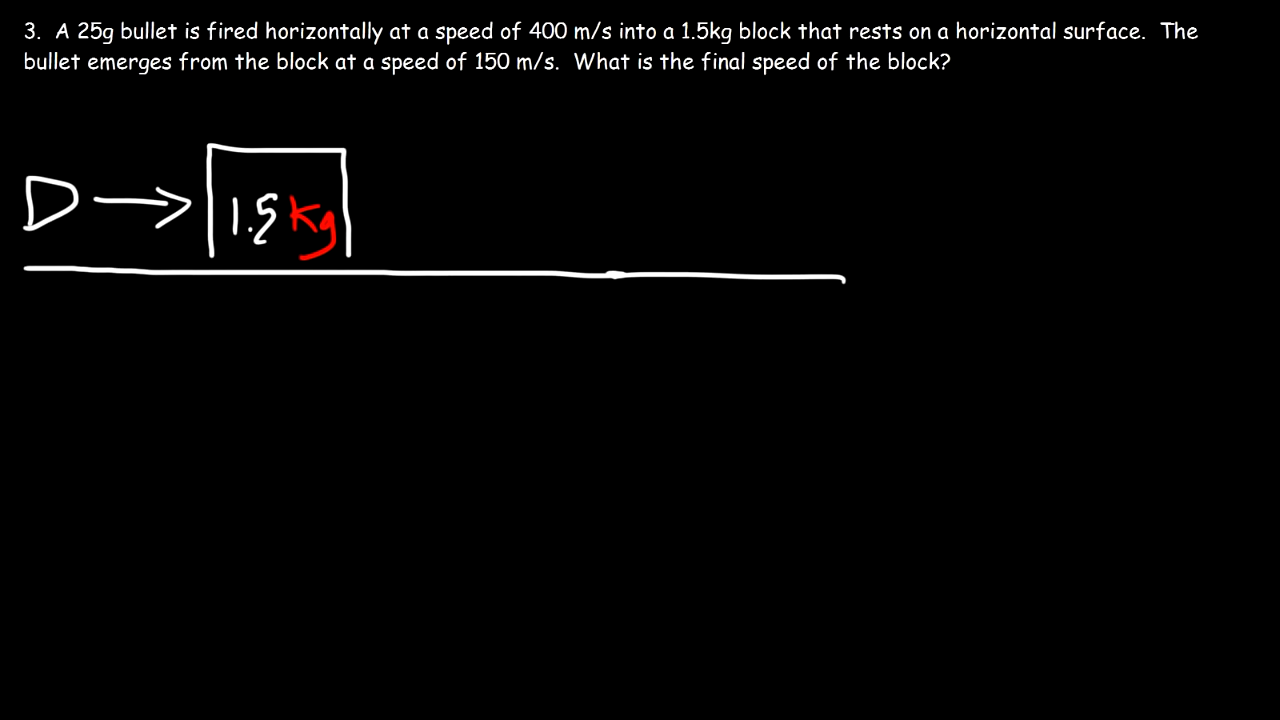 3. A 25g bullet is fired horizontally at a speed of 400 m/s into a 1.5kg block that rests on a horizontal surface. The
bullet emerges from the block at a speed of 150 m/s. What is the final speed of the block?
1.5 kg